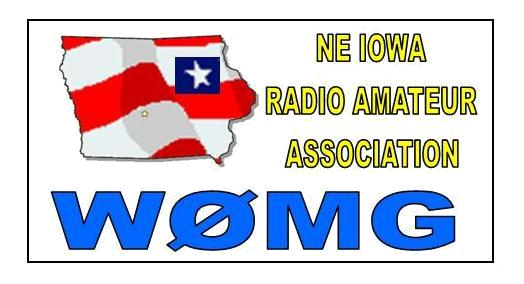 NE IOWA
RADIO AMATEUR
ASSOCIATION
WØMG